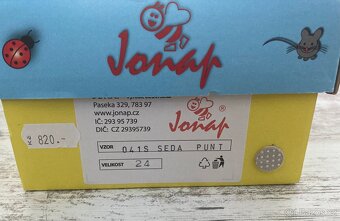 Jonap
Paseka 329, 783 97
www.jonap.cz
IČ: 293 95 739
DIČ: CZ 29395739
Jonap
820.-
VZOR 041S SEDA PUNT
VELIKOST 24